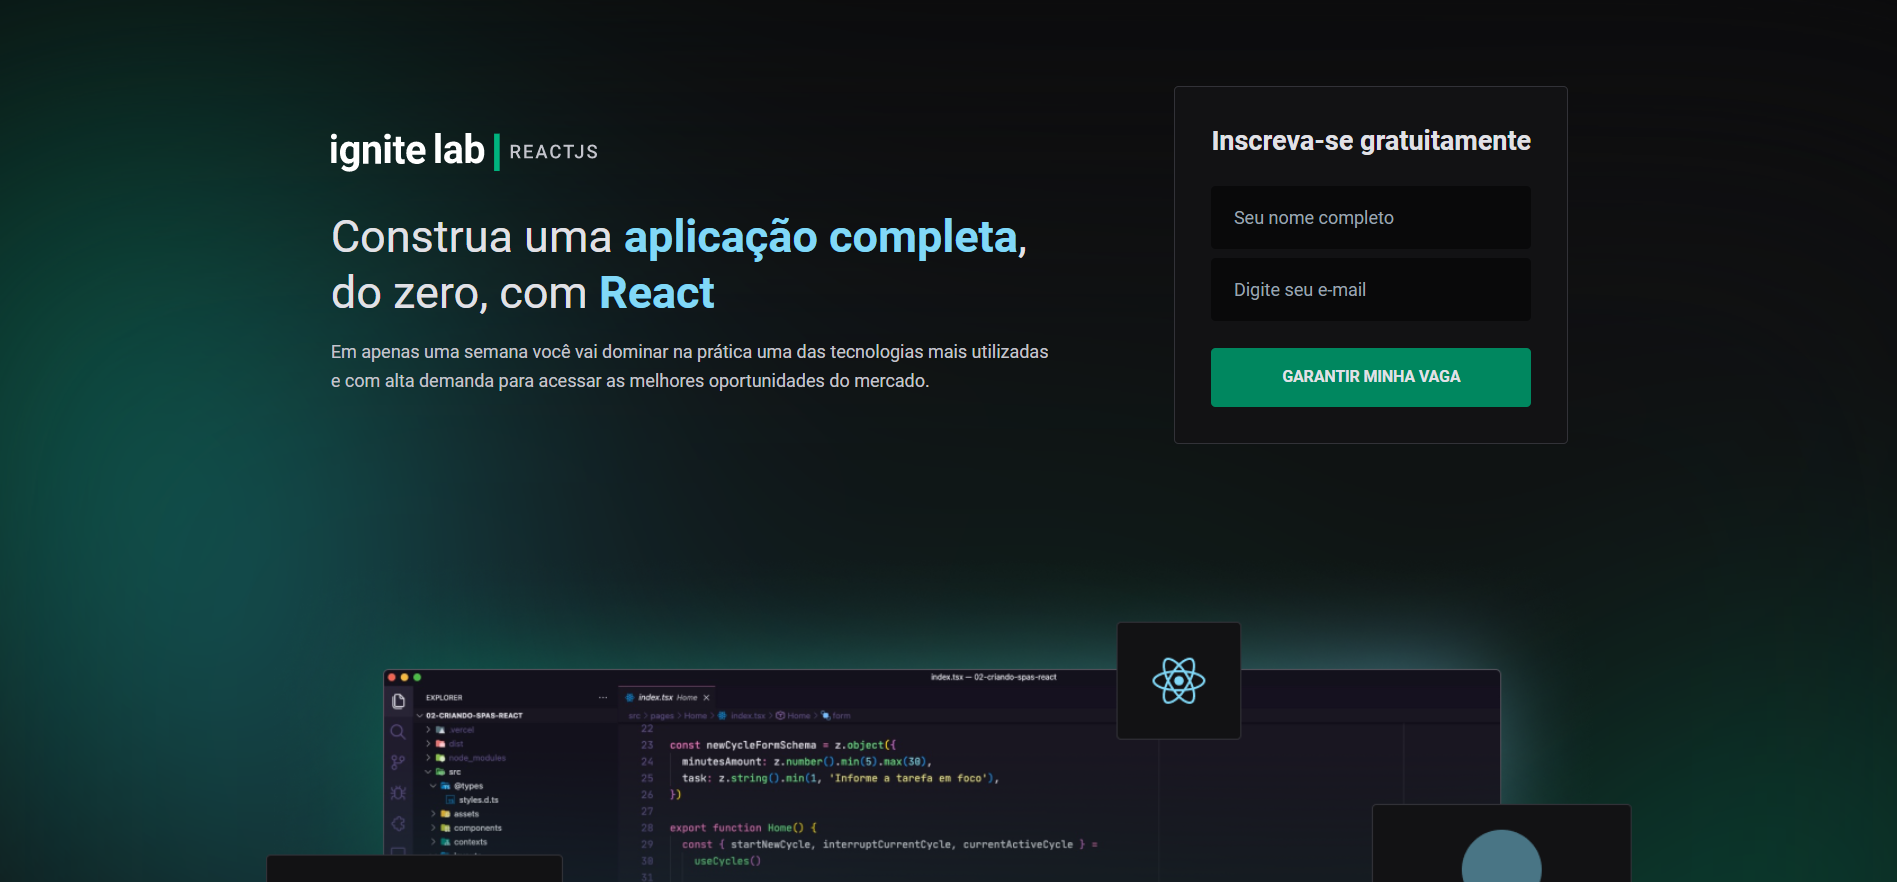 ignite lab | REACTJS
Construa uma aplicação completa,
do zero, com React
Em apenas uma semana você vai dominar na prática uma das tecnologias mais utilizadas
e com alta demanda para acessar as melhores oportunidades do mercado.
Inscreva-se gratuitamente
Seu nome completo
Digite seu e-mail
GARANTIR MINHA VAGA
index.tsx — 02-criando-spas-react
EXPLORER ...
02-CRIANDO-SPAS-REACT
.vercel
dist
node_modules
src
@types
styles.d.ts
assets
components
contexts
index.tsx Home
src > pages > Home > index.tsx > Home > form
22
23 const newCycleFormSchema = z.object({
24 minutesAmount: z.number().min(5).max(30),
25 task: z.string().min(1, 'Informe a tarefa em foco'),
26 })
27
28 export function Home() {
29 const { startNewCycle, interruptCurrentCycle, currentActiveCycle } =
30 useCycles()
31